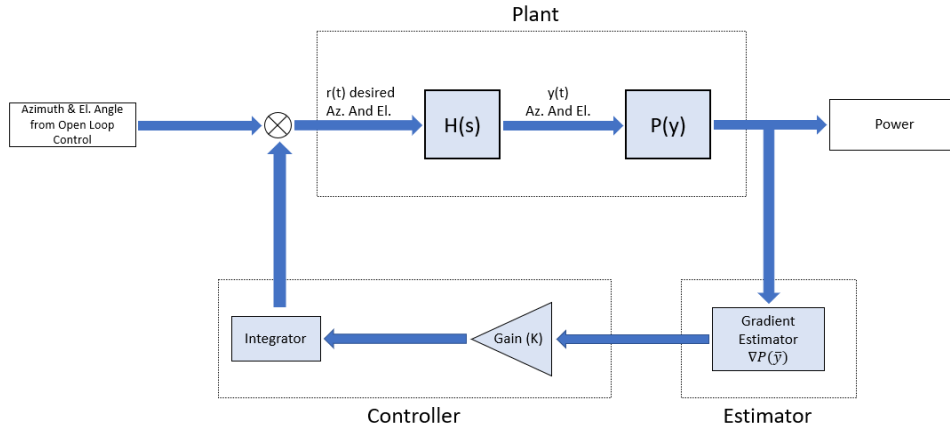 Plant
Azimuth & El. Angle
from Open Loop
Control
r(t) desired
Az. And El.
H(s)
y(t)
Az. And El.
P(y)
Power
Integrator
Gain (K)
Gradient
Estimator
∇P(ȳ)
Controller
Estimator